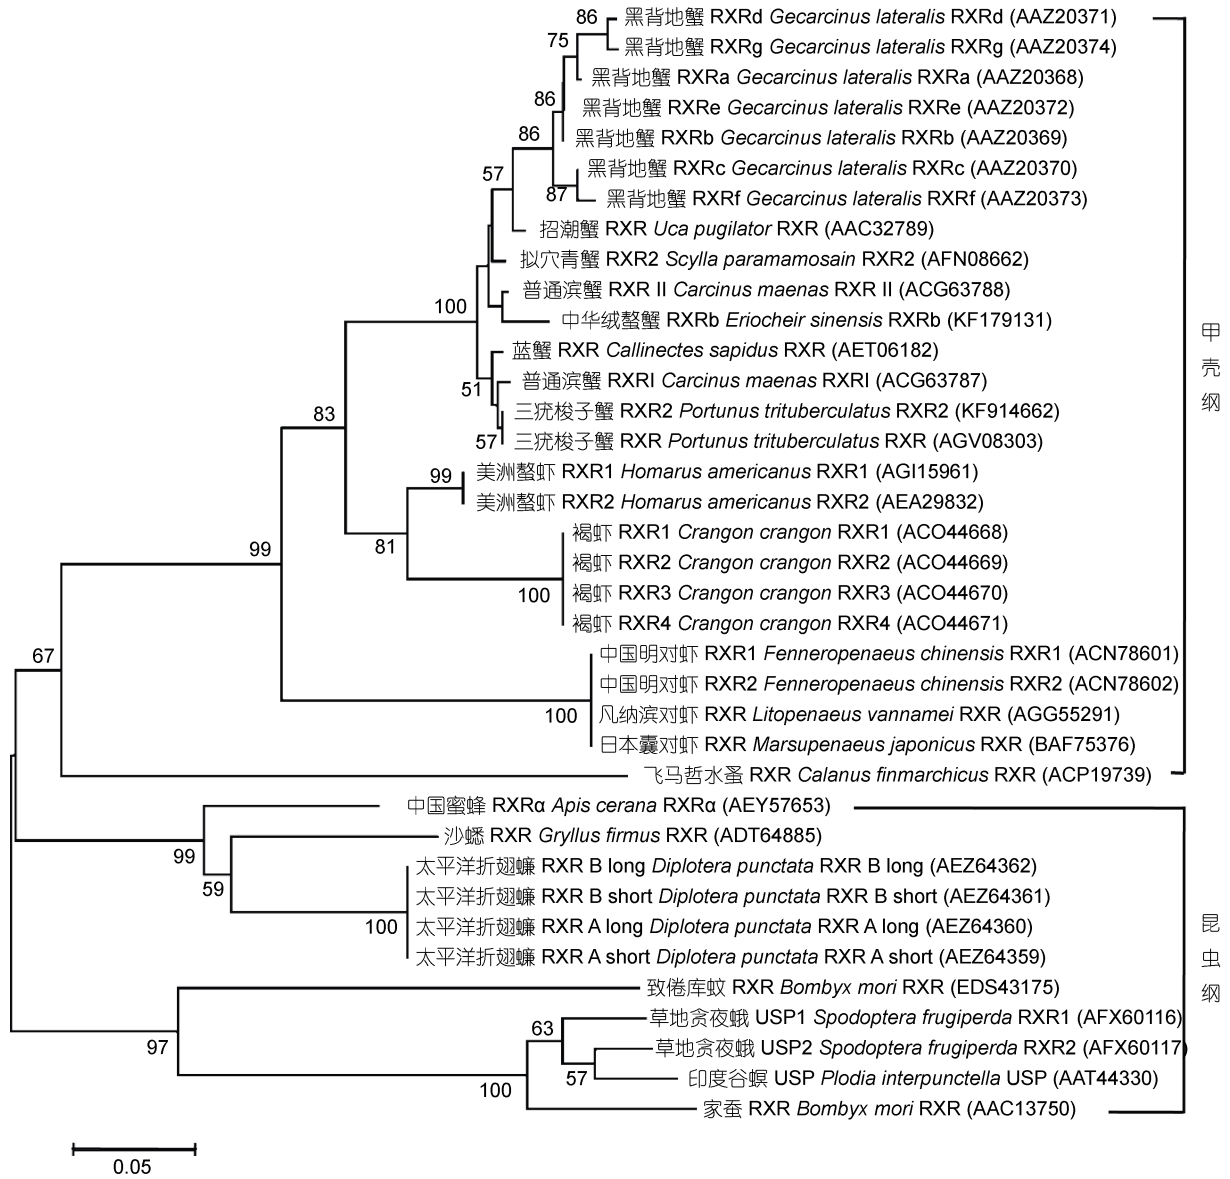 86
黑背地蟹 RXRd Gecarcinus lateralis RXRd (AAZ20371)
75
黑背地蟹 RXRg Gecarcinus lateralis RXRg (AAZ20374)
黑背地蟹 RXRa Gecarcinus lateralis RXRa (AAZ20368)
86
黑背地蟹 RXRe Gecarcinus lateralis RXRe (AAZ20372)
86
黑背地蟹 RXRb Gecarcinus lateralis RXRb (AAZ20369)
57
黑背地蟹 RXRc Gecarcinus lateralis RXRc (AAZ20370)
87
黑背地蟹 RXRf Gecarcinus lateralis RXRf (AAZ20373)
招潮蟹 RXR Uca pugilator RXR (AAC32789)
拟穴青蟹 RXR2 Scylla paramamosain RXR2 (AFN08662)
普通滨蟹 RXR II Carcinus maenas RXR II (ACG63788)
100
中华绒螯蟹 RXRb Eriocheir sinensis RXRb (KF179131)
蓝蟹 RXR Callinectes sapidus RXR (AET06182)
51
普通滨蟹 RXRI Carcinus maenas RXRI (ACG63787)
83
三疣梭子蟹 RXR2 Portunus trituberculatus RXR2 (KF914662)
57
三疣梭子蟹 RXR Portunus trituberculatus RXR (AGV08303)
99
美洲螯虾 RXR1 Homarus americanus RXR1 (AGI15961)
美洲螯虾 RXR2 Homarus americanus RXR2 (AEA29832)
81
褐虾 RXR1 Crangon crangon RXR1 (ACO44668)
99
褐虾 RXR2 Crangon crangon RXR2 (ACO44669)
100
褐虾 RXR3 Crangon crangon RXR3 (ACO44670)
褐虾 RXR4 Crangon crangon RXR4 (ACO44671)
67
中国明对虾 RXR1 Fenneropenaeus chinensis RXR1 (ACN78601)
中国明对虾 RXR2 Fenneropenaeus chinensis RXR2 (ACN78602)
100
凡纳滨对虾 RXR Litopenaeus vannamei RXR (AGG55291)
日本囊对虾 RXR Marsupenaeus japonicus RXR (BAF75376)
飞马哲水蚤 RXR Calanus finmarchicus RXR (ACP19739)
甲壳纲
中国蜜蜂 RXRα Apis cerana RXRα (AEY57653)
99
沙蟋 RXR Gryllus firmus RXR (ADT64885)
59
太平洋折翅蠊 RXR B long Diplotera punctata RXR B long (AEZ64362)
太平洋折翅蠊 RXR B short Diplotera punctata RXR B short (AEZ64361)
100
太平洋折翅蠊 RXR A long Diplotera punctata RXR A long (AEZ64360)
太平洋折翅蠊 RXR A short Diplotera punctata RXR A short (AEZ64359)
致倦库蚊 RXR Bombyx mori RXR (EDS43175)
97
63
草地贪夜蛾 USP1 Spodoptera frugiperda RXR1 (AFX60116)
草地贪夜蛾 USP2 Spodoptera frugiperda RXR2 (AFX60117)
57
印度谷螟 USP Plodia interpunctella USP (AAT44330)
100
家蚕 RXR Bombyx mori RXR (AAC13750)
昆虫纲
0.05